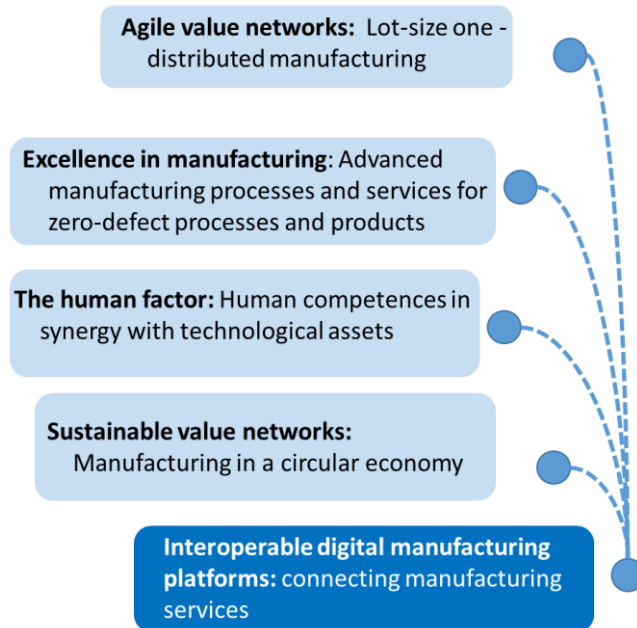 Agile value networks: Lot-size one -
distributed manufacturing
Excellence in manufacturing: Advanced
manufacturing processes and services for
zero-defect processes and products
The human factor: Human competences in
synergy with technological assets
Sustainable value networks:
Manufacturing in a circular economy
Interoperable digital manufacturing
platforms: connecting manufacturing
services